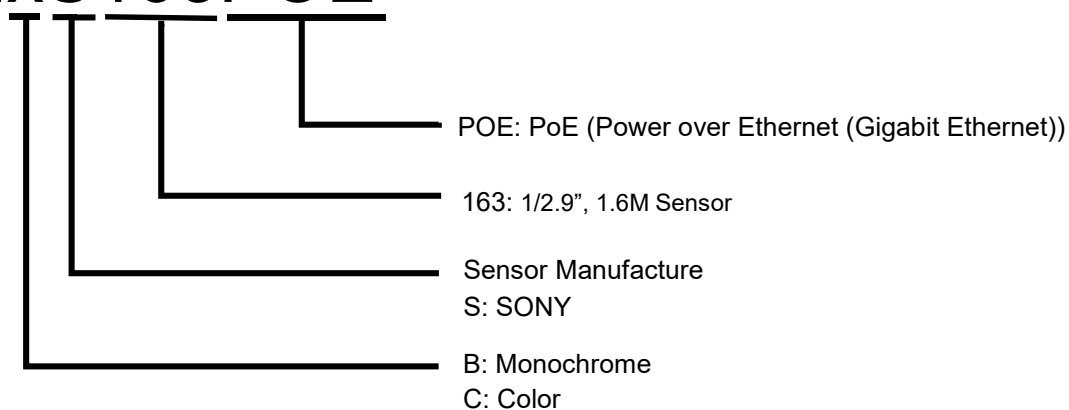 POE: PoE (Power over Ethernet (Gigabit Ethernet))
163: 1/2.9”, 1.6M Sensor
Sensor Manufacture
S: SONY
B: Monochrome
C: Color